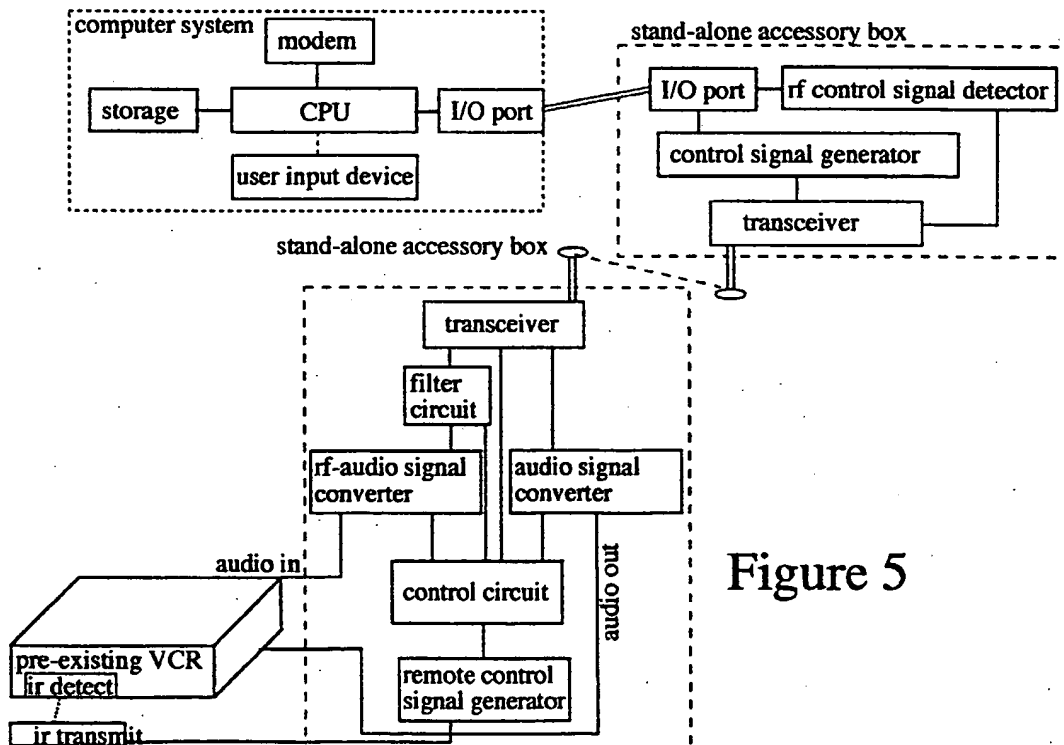 computer system
modem
storage
CPU
I/O port
user input device
stand-alone accessory box
I/O port
rf control signal detector
control signal generator
transceiver
stand-alone accessory box
transceiver
filter
circuit
rf-audio signal
converter
audio signal
converter
audio in
control circuit
audio out
Figure 5
pre-existing VCR
ir detect
remote control
signal generator
ir transmit